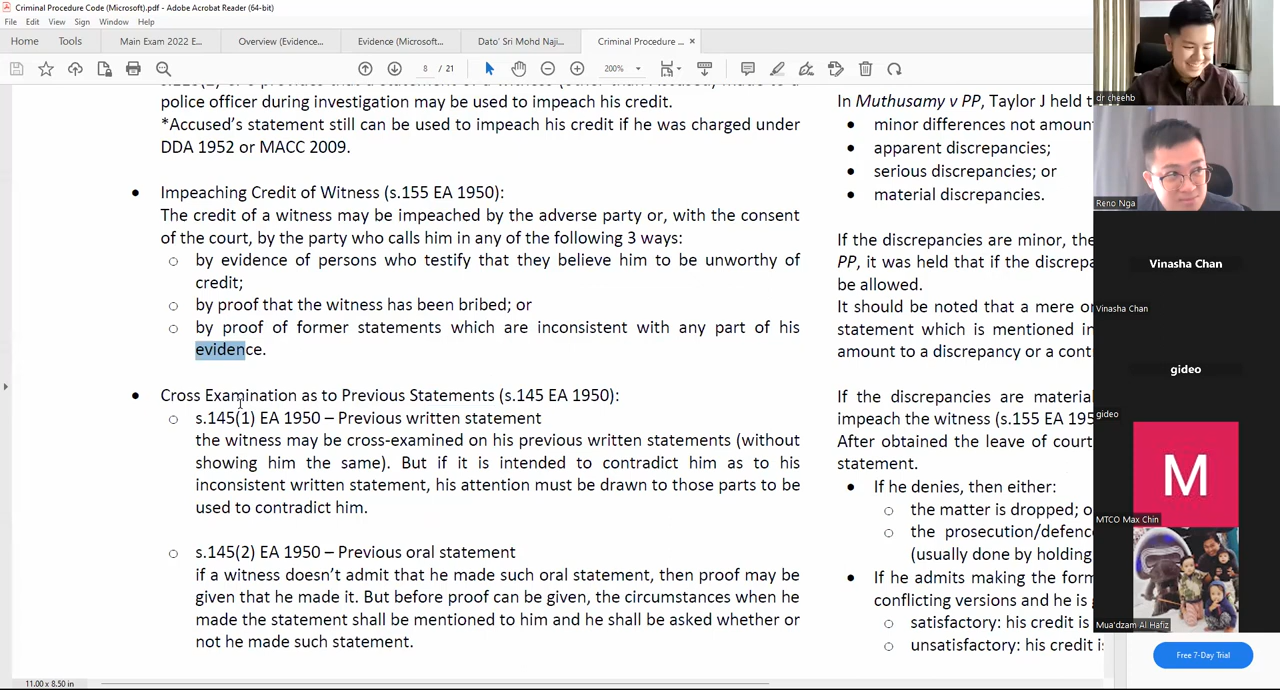 Criminal Procedure Code (Microsoft).pdf - Adobe Acrobat Reader (64-bit)
File Edit View Sign Window Help
Home Tools Main Exam 2022 E... Overview (Evidence... Evidence (Microsoft... Dato' Sri Mohd Naji... Criminal Procedure ... ×
8 / 21 200%
police officer during investigation may be used to impeach his credit.
*Accused's statement still can be used to impeach his credit if he was charged under
DDA 1952 or MACC 2009.
• Impeaching Credit of Witness (s.155 EA 1950):
The credit of a witness may be impeached by the adverse party or, with the consent
of the court, by the party who calls him in any of the following 3 ways:
○ by evidence of persons who testify that they believe him to be unworthy of
credit;
○ by proof that the witness has been bribed; or
○ by proof of former statements which are inconsistent with any part of his
evidence.
• Cross Examination as to Previous Statements (s.145 EA 1950):
○ s.145(1) EA 1950 – Previous written statement
the witness may be cross-examined on his previous written statements (without
showing him the same). But if it is intended to contradict him as to his
inconsistent written statement, his attention must be drawn to those parts to be
used to contradict him.
○ s.145(2) EA 1950 – Previous oral statement
if a witness doesn't admit that he made such oral statement, then proof may be
given that he made it. But before proof can be given, the circumstances when he
made the statement shall be mentioned to him and he shall be asked whether or
not he made such statement.
In Muthusamy v PP, Taylor J held t
• minor differences not amoun
• apparent discrepancies;
• serious discrepancies; or
• material discrepancies.
If the discrepancies are minor, the
PP, it was held that if the discrepa
be allowed.
It should be noted that a mere o
statement which is mentioned in
amount to a discrepancy or a cont
If the discrepancies are material
impeach the witness (s.155 EA 195
After obtained the leave of court
statement.
• If he denies, then either:
○ the matter is dropped; o
○ the prosecution/defenc
(usually done by holding
• If he admits making the form
conflicting versions and he is
○ satisfactory: his credit is
○ unsatisfactory: his credit i
11.00 x 8.50 in
dr cheehb
Reno Nga
Vinasha Chan
Vinasha Chan
gideo
gideo
M
MTCO Max Chin
Mua'dzam Al Hafiz
Free 7-Day Trial